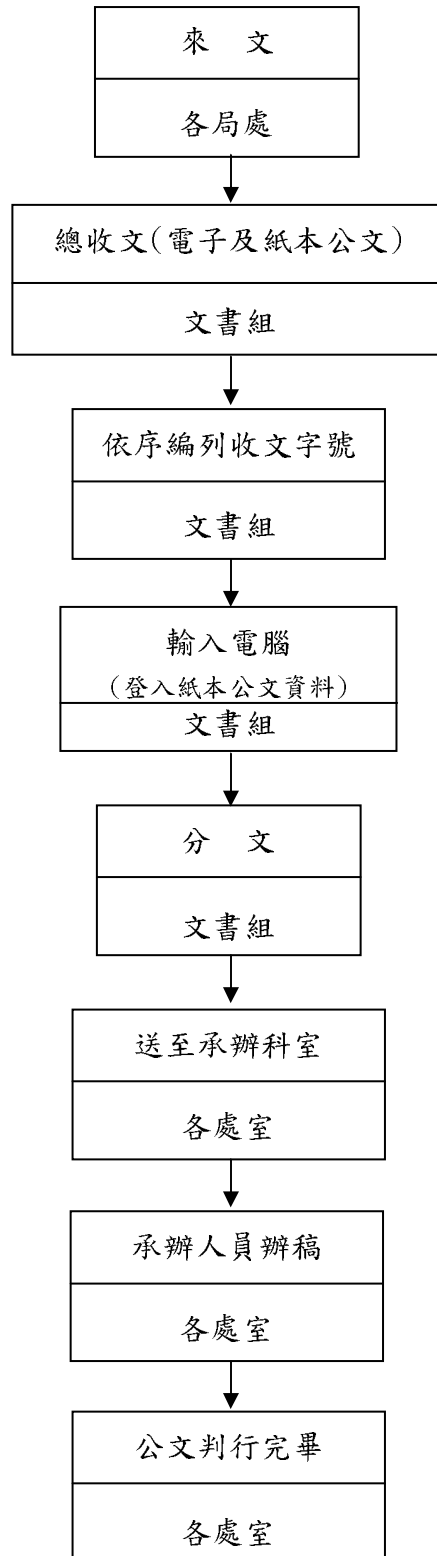 來　文
各局處
總收文(電子及紙本公文)
文書組
依序編列收文字號
文書組
輸入電腦
(登入紙本公文資料)
文書組
分　文
文書組
送至承辦科室
各處室
承辦人員辦稿
各處室
公文判行完畢
各處室